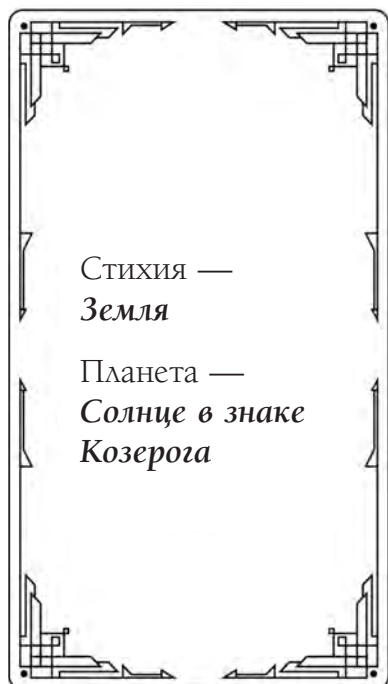 Стихия —
Земля
Планета —
Солнце в знаке
Козерога